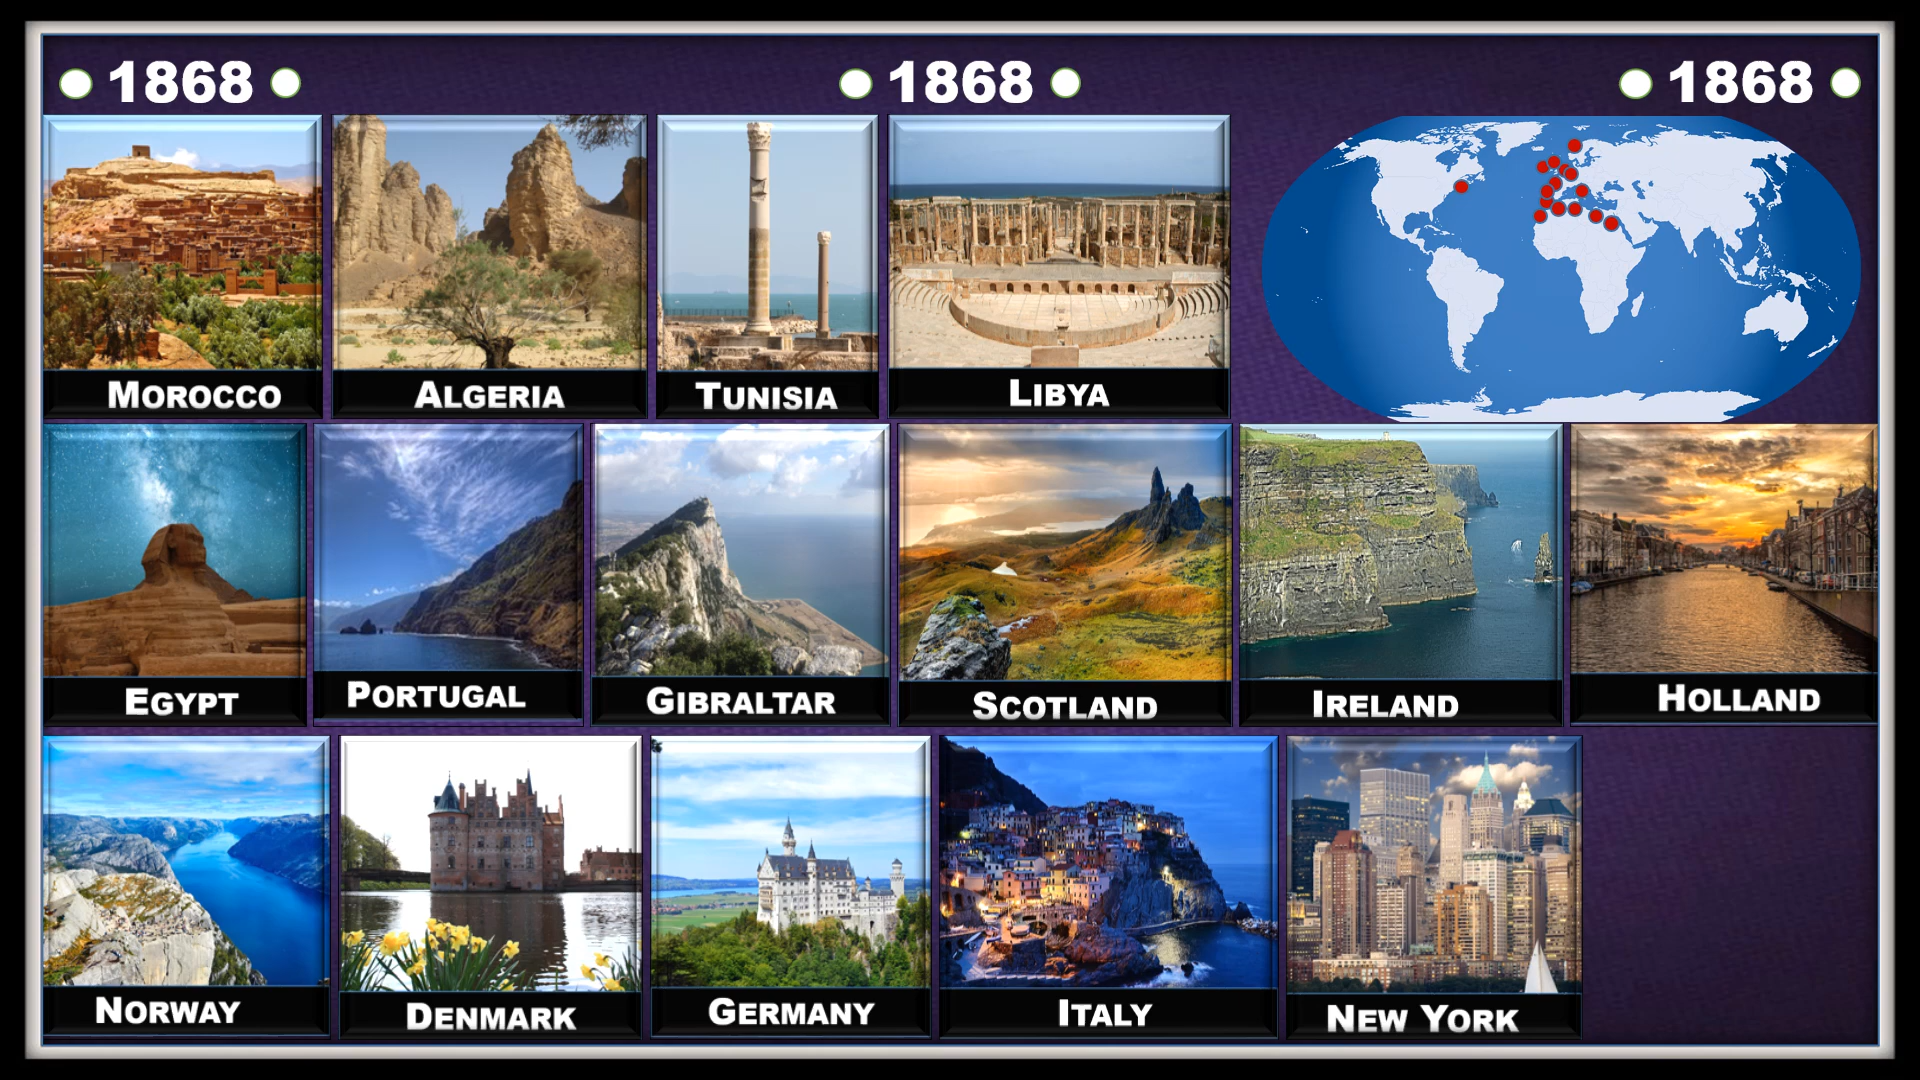 1868 1868 1868
MOROCCO ALGERIA TUNISIA LIBYA
EGYPT PORTUGAL GIBRALTAR SCOTLAND IRELAND HOLLAND
NORWAY DENMARK GERMANY ITALY NEW YORK